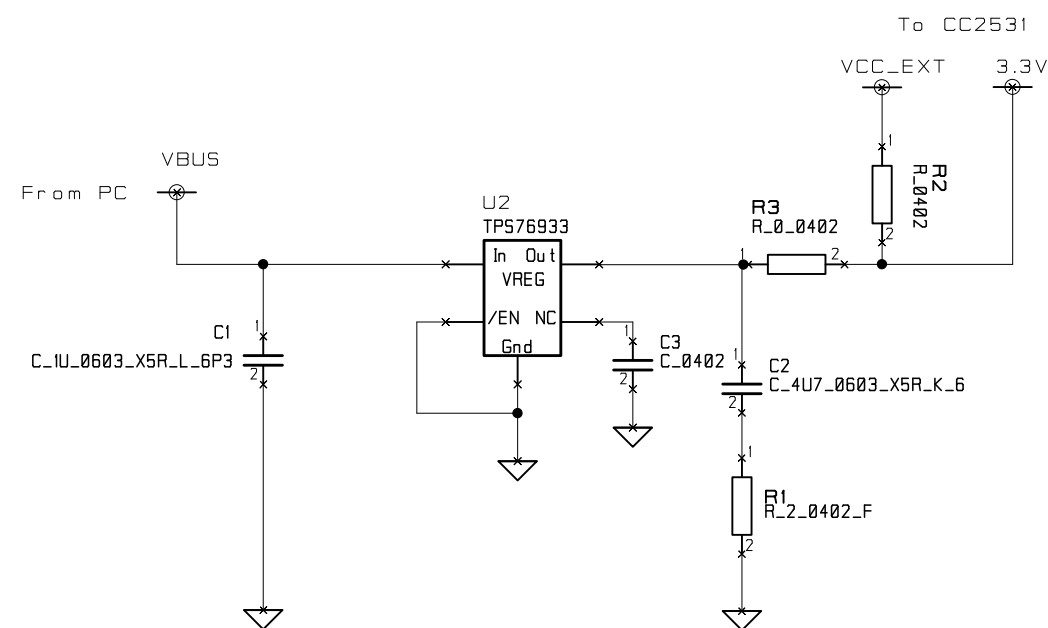 To CC2531
VCC_EXT
3.3V
1
R2
R_0402
2
VBUS
From PC
U2
TPS76933
In
Out
VREG
/EN
NC
Gnd
R3
R_0_0402
1
2
C1
C_1U_0603_X5R_L_6P3
1
2
C3
C_0402
1
2
C2
C_4U7_0603_X5R_K_6
1
2
R1
R_2_0402_F
1
2